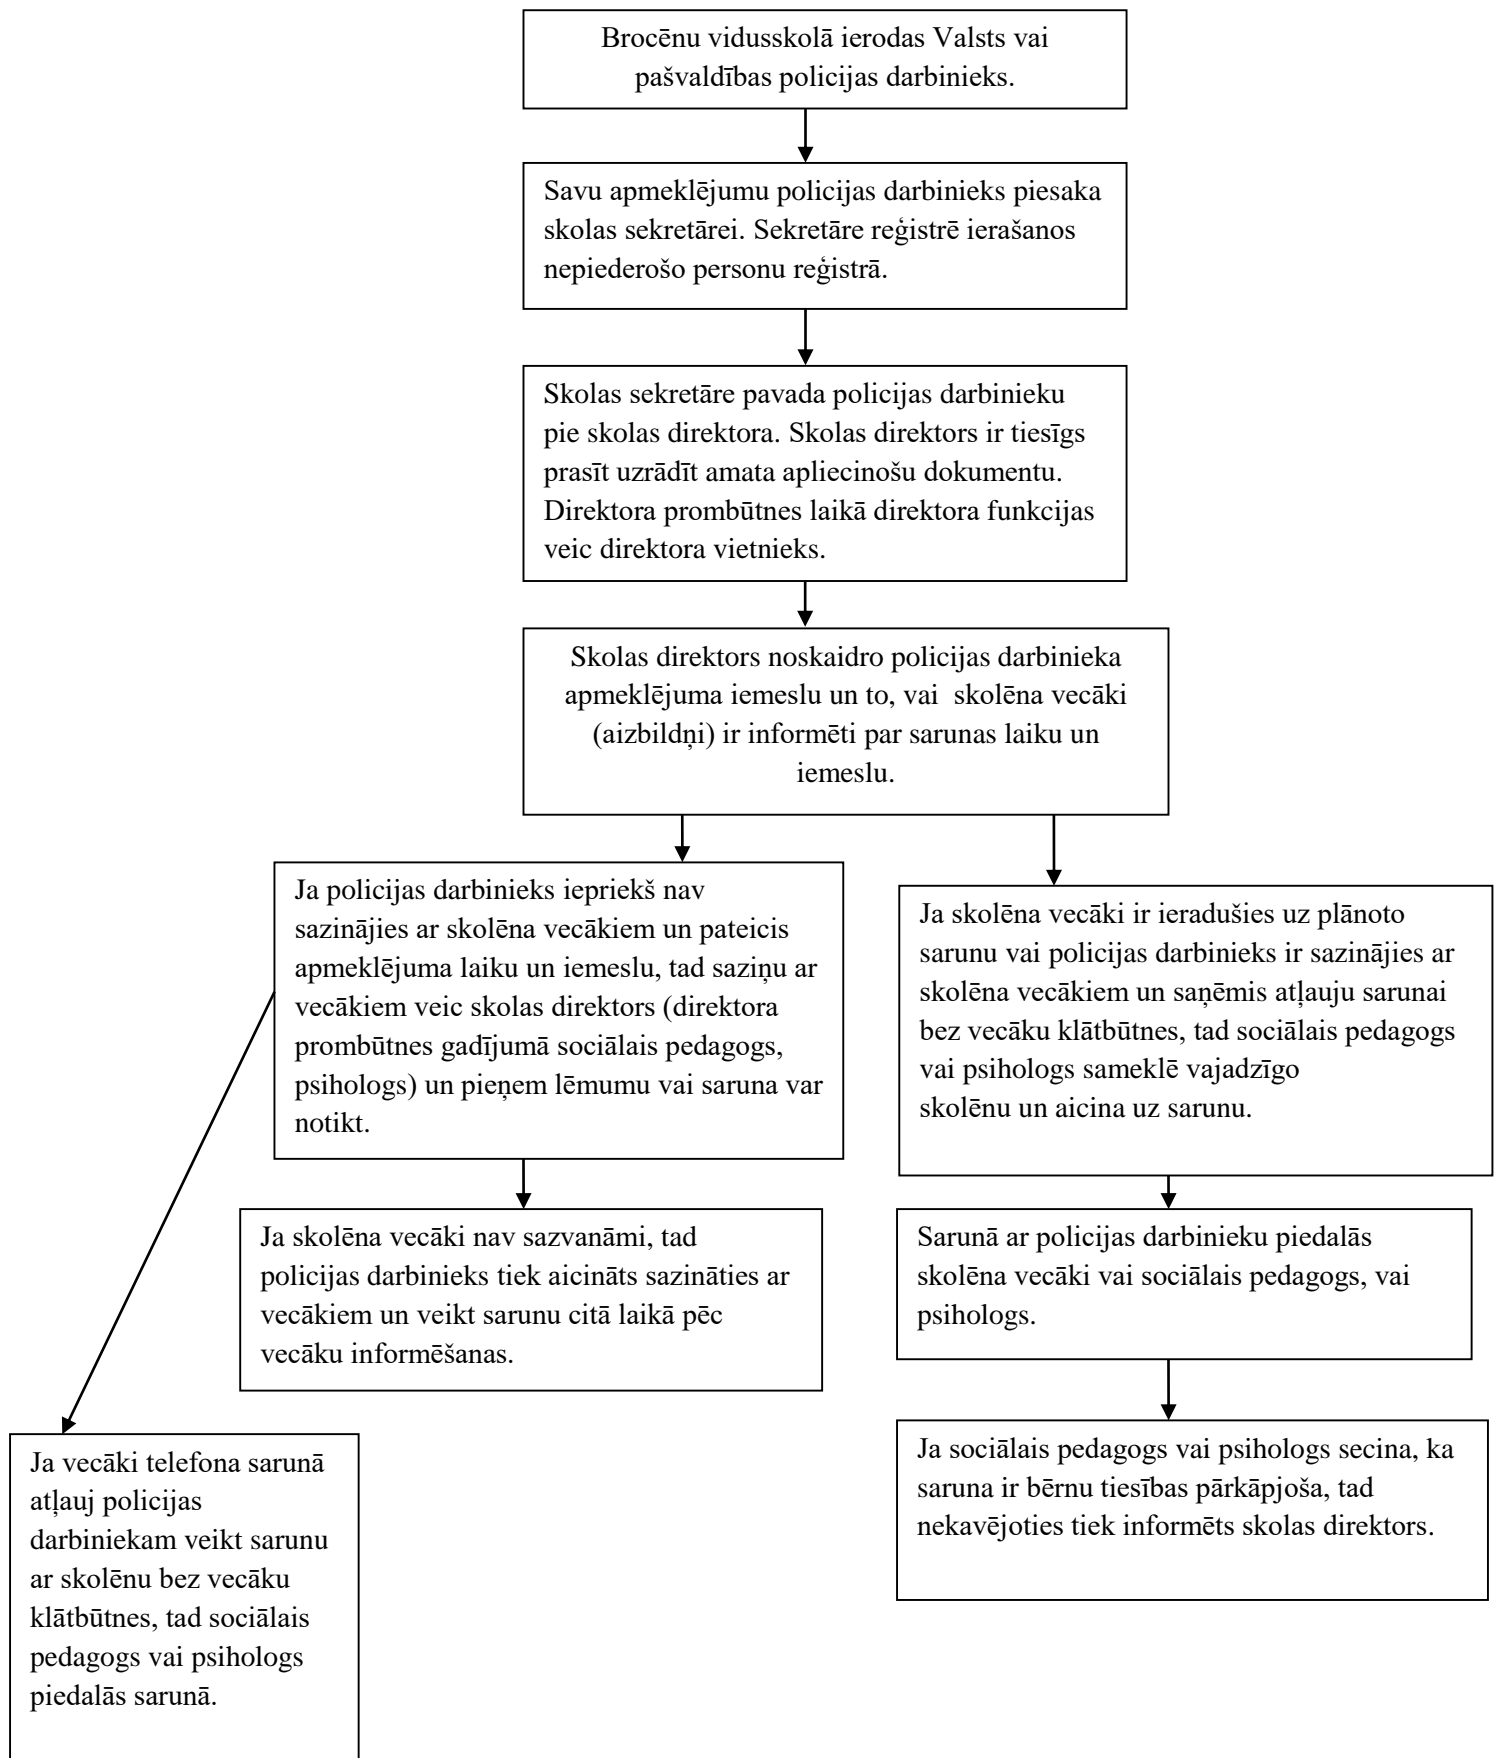 Brocēnu vidusskolā ierodas Valsts vai
pašvaldības policijas darbinieks.
Savu apmeklējumu policijas darbinieks piesaka
skolas sekretārei. Sekretāre reģistrē ierašanos
nepiederošo personu reģistrā.
Skolas sekretāre pavada policijas darbinieku
pie skolas direktora. Skolas direktors ir tiesīgs
prasīt uzrādīt amata apliecinošu dokumentu.
Direktora prombūtnes laikā direktora funkcijas
veic direktora vietnieks.
Skolas direktors noskaidro policijas darbinieka
apmeklējuma iemeslu un to, vai  skolēna vecāki
(aizbildņi) ir informēti par sarunas laiku un
iemeslu.
Ja policijas darbinieks iepriekš nav
sazinājies ar skolēna vecākiem un pateicis
apmeklējuma laiku un iemeslu, tad saziņu ar
vecākiem veic skolas direktors (direktora
prombūtnes gadījumā sociālais pedagogs,
psihologs) un pieņem lēmumu vai saruna var
notikt.
Ja skolēna vecāki ir ieradušies uz plānoto
sarunu vai policijas darbinieks ir sazinājies ar
skolēna vecākiem un saņēmis atļauju sarunai
bez vecāku klātbūtnes, tad sociālais pedagogs
vai psihologs sameklē vajadzīgo
skolēnu un aicina uz sarunu.
Ja skolēna vecāki nav sazvanāmi, tad
policijas darbinieks tiek aicināts sazināties ar
vecākiem un veikt sarunu citā laikā pēc
vecāku informēšanas.
Sarunā ar policijas darbinieku piedalās
skolēna vecāki vai sociālais pedagogs, vai
psihologs.
Ja vecāki telefona sarunā
atļauj policijas
darbiniekam veikt sarunu
ar skolēnu bez vecāku
klātbūtnes, tad sociālais
pedagogs vai psihologs
piedalās sarunā.
Ja sociālais pedagogs vai psihologs secina, ka
saruna ir bērnu tiesības pārkāpjoša, tad
nekavējoties tiek informēts skolas direktors.